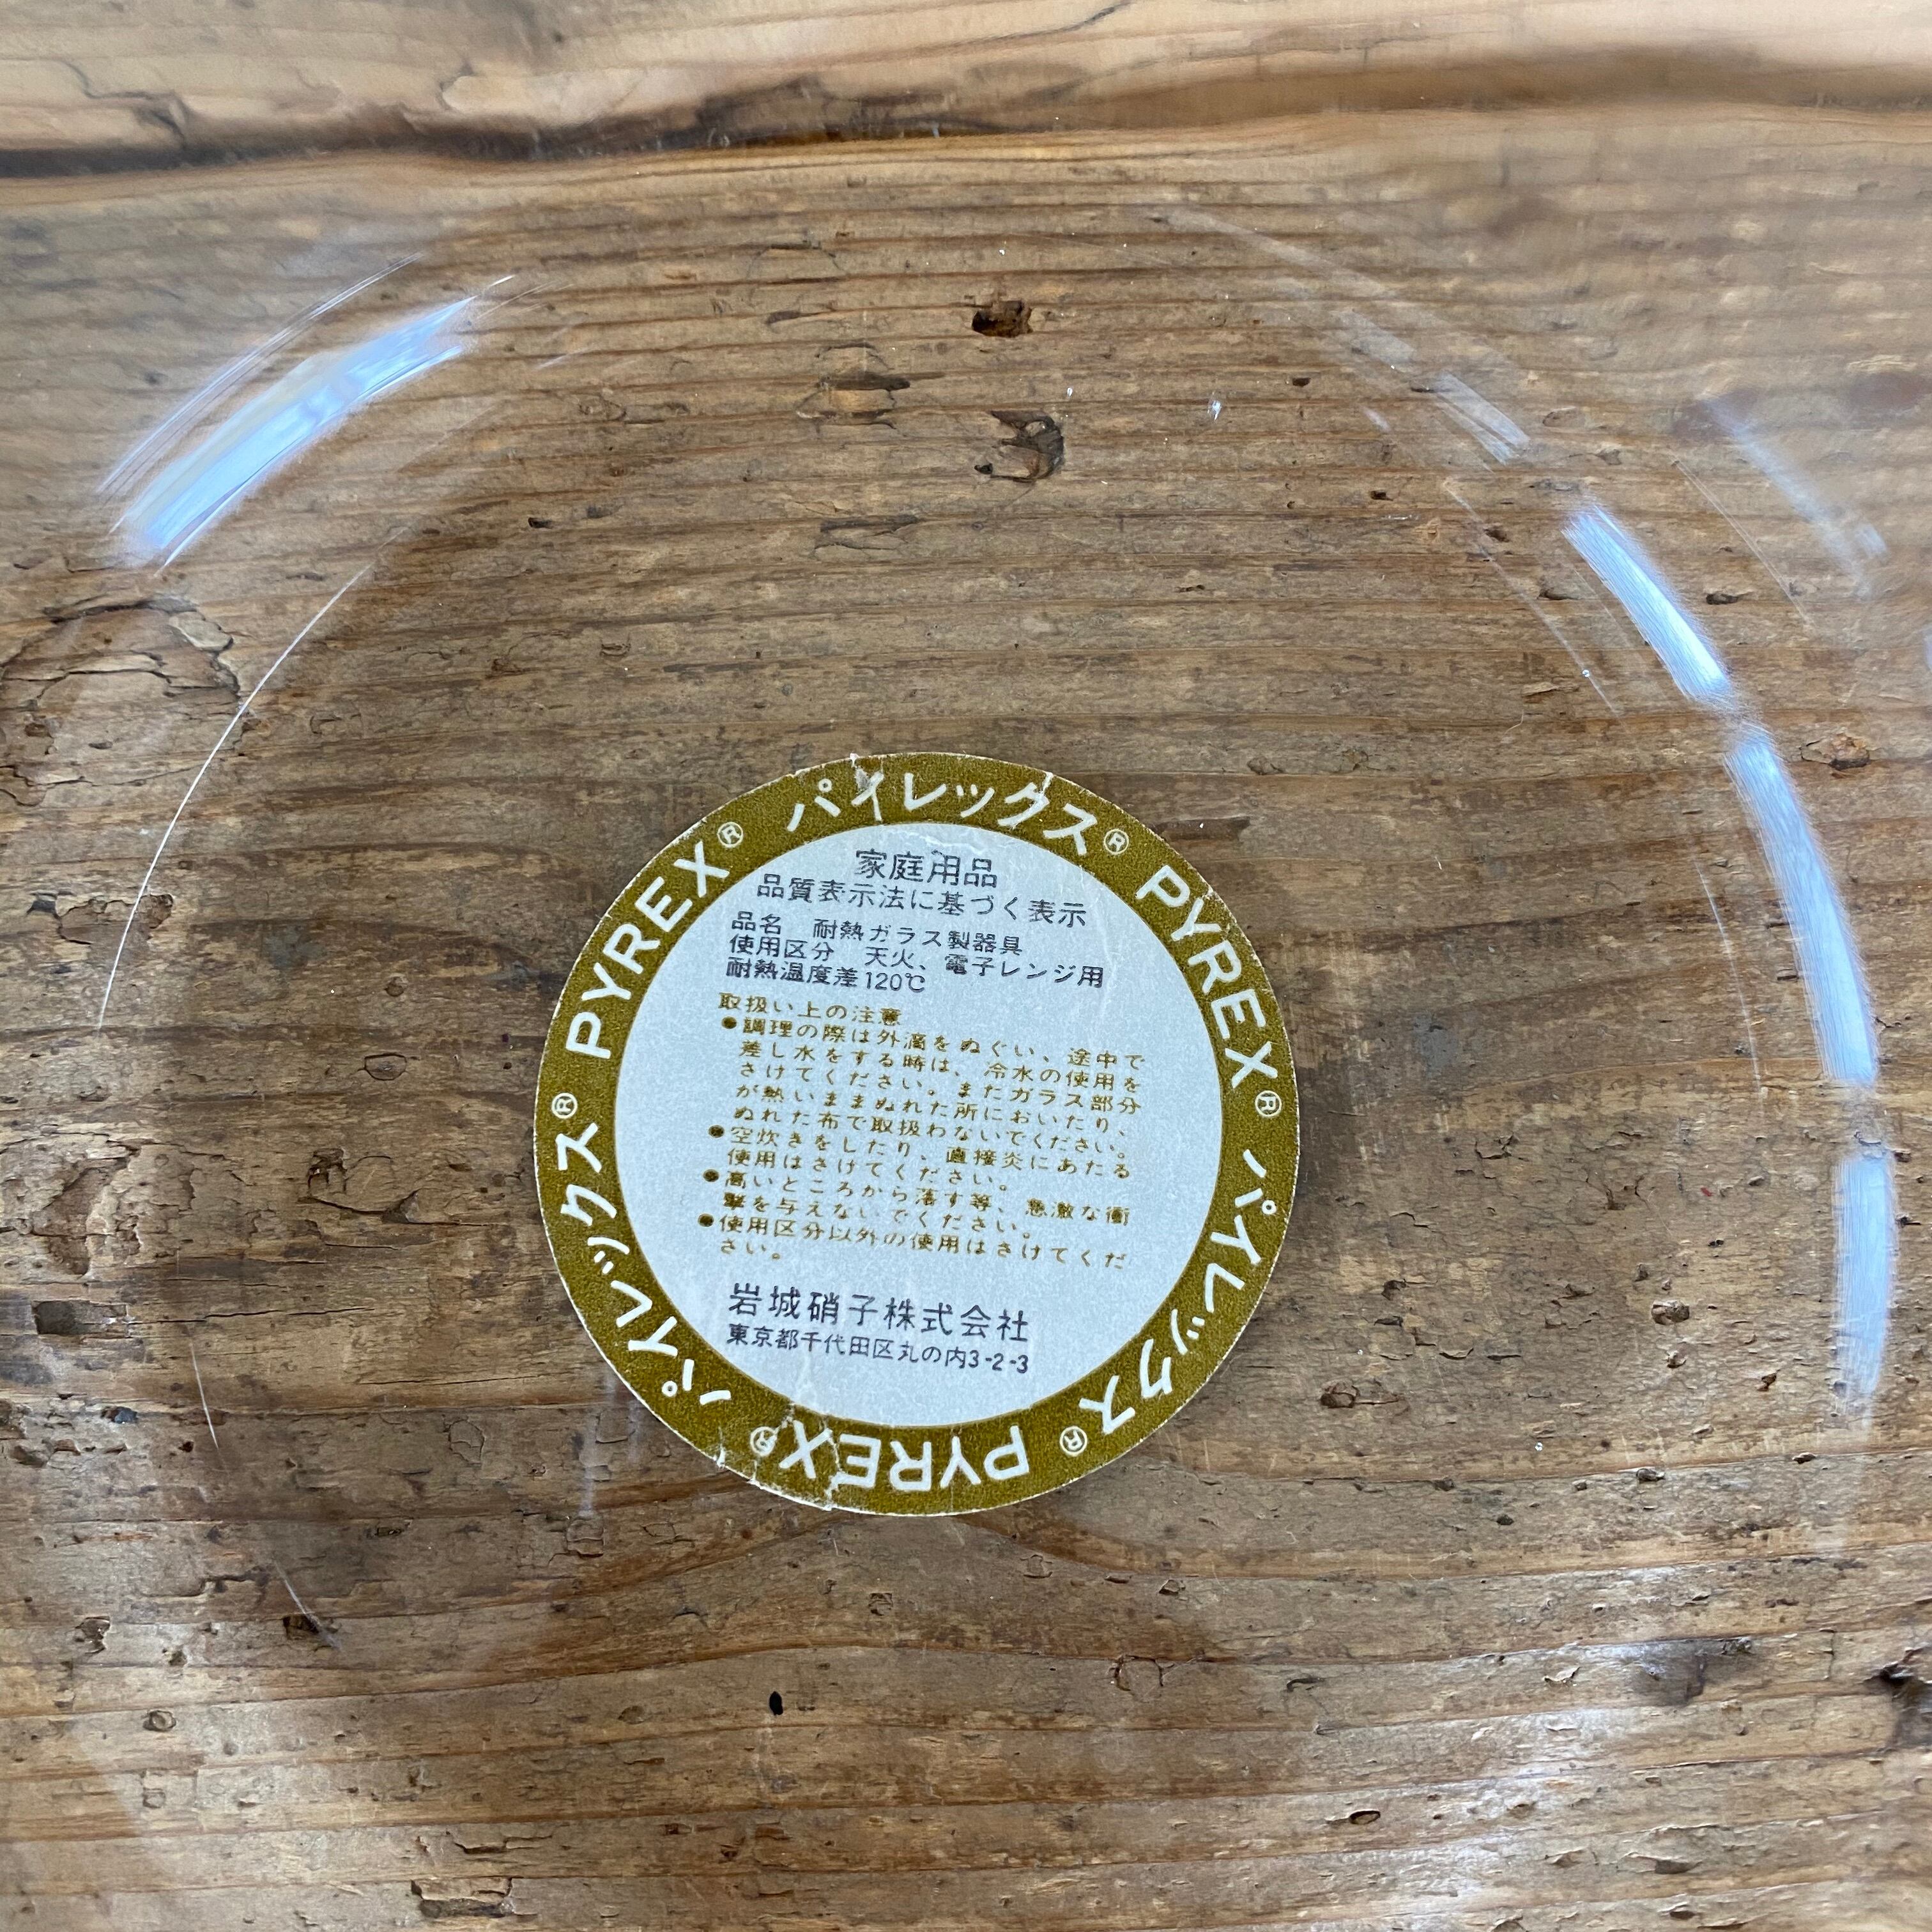 パイレックス® PYREX® パイレックス® PYREX® パイレックス® PYREX®
家庭用品
品質表示法に基づく表示
品名 耐熱ガラス製器具
使用区分 天火、電子レンジ用
耐熱温度差120℃
取扱い上の注意
●調理の際は外滴をぬぐい、途中で
差し水をする時は、冷水の使用を
さけてください。またガラス部分
が熱いままぬれた所においたり、
ぬれた布で取扱わないでください。
●空炊きをしたり、直接炎にあたる
使用はさけてください。
●高いところから落す等、急激な衝
撃を与えないでください。
●使用区分以外の使用はさけてくだ
さい。
岩城硝子株式会社
東京都千代田区丸の内3-2-3